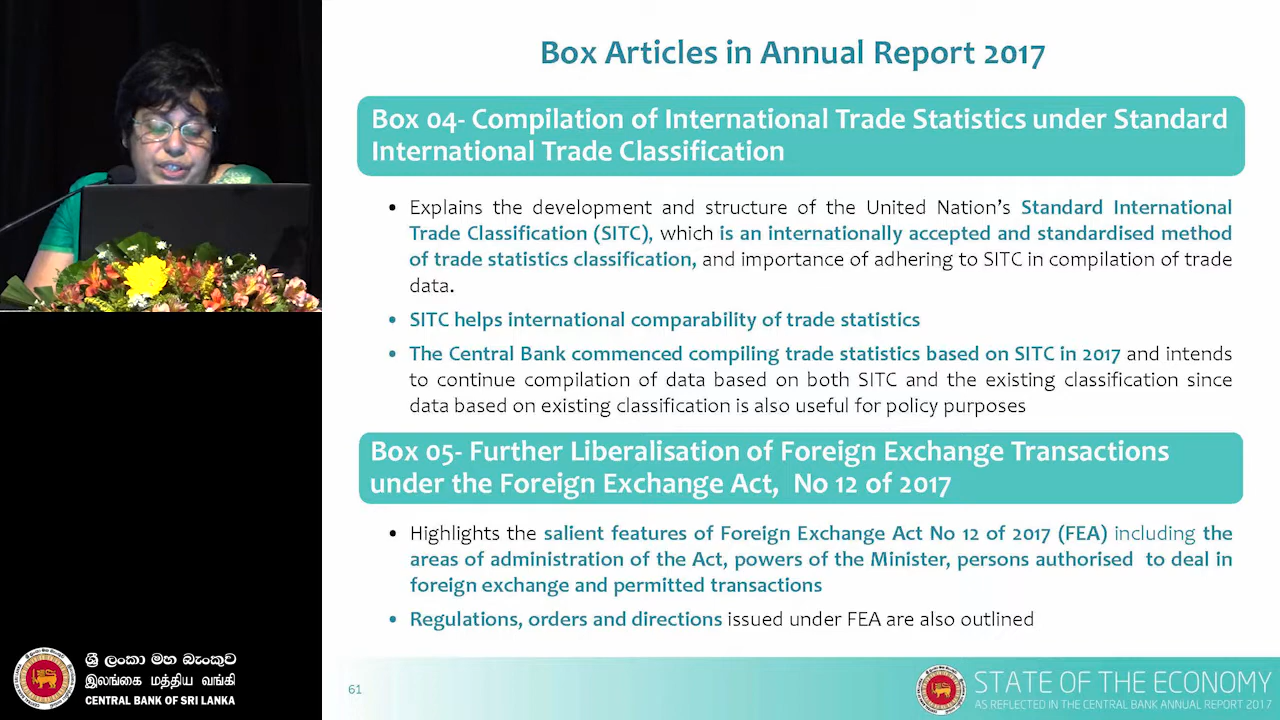 Box Articles in Annual Report 2017
Box 04- Compilation of International Trade Statistics under Standard
International Trade Classification
• Explains the development and structure of the United Nation's Standard International
Trade Classification (SITC), which is an internationally accepted and standardised method
of trade statistics classification, and importance of adhering to SITC in compilation of trade
data.
• SITC helps international comparability of trade statistics
• The Central Bank commenced compiling trade statistics based on SITC in 2017 and intends
to continue compilation of data based on both SITC and the existing classification since
data based on existing classification is also useful for policy purposes
Box 05- Further Liberalisation of Foreign Exchange Transactions
under the Foreign Exchange Act, No 12 of 2017
• Highlights the salient features of Foreign Exchange Act No 12 of 2017 (FEA) including the
areas of administration of the Act, powers of the Minister, persons authorised to deal in
foreign exchange and permitted transactions
• Regulations, orders and directions issued under FEA are also outlined
ශ්‍රී ලංකා මහ බැංකුව
இலங்கை மத்திய வங்கி
CENTRAL BANK OF SRI LANKA
61
STATE OF THE ECONOMY
AS REFLECTED IN THE CENTRAL BANK ANNUAL REPORT 2017